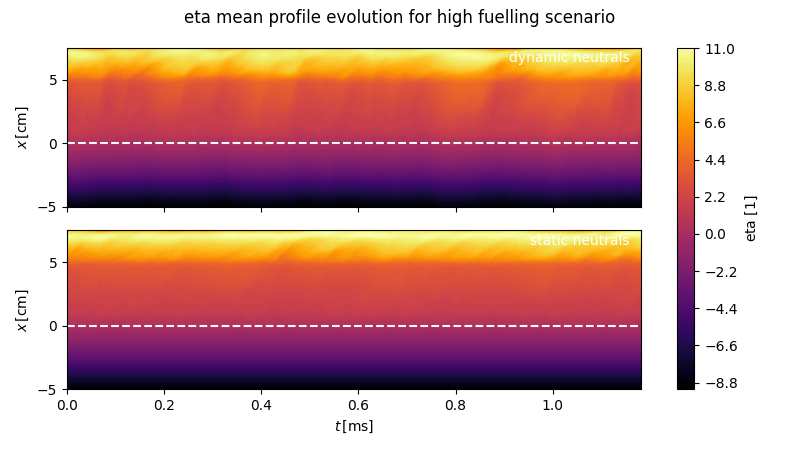 eta mean profile evolution for high fuelling scenario
dynamic neutrals
x [cm]
5
0
−5
static neutrals
x [cm]
5
0
−5
0.0 0.2 0.4 0.6 0.8 1.0
t [ms]
11.0
8.8
6.6
4.4
2.2
0.0
−2.2
−4.4
−6.6
−8.8
eta [1]